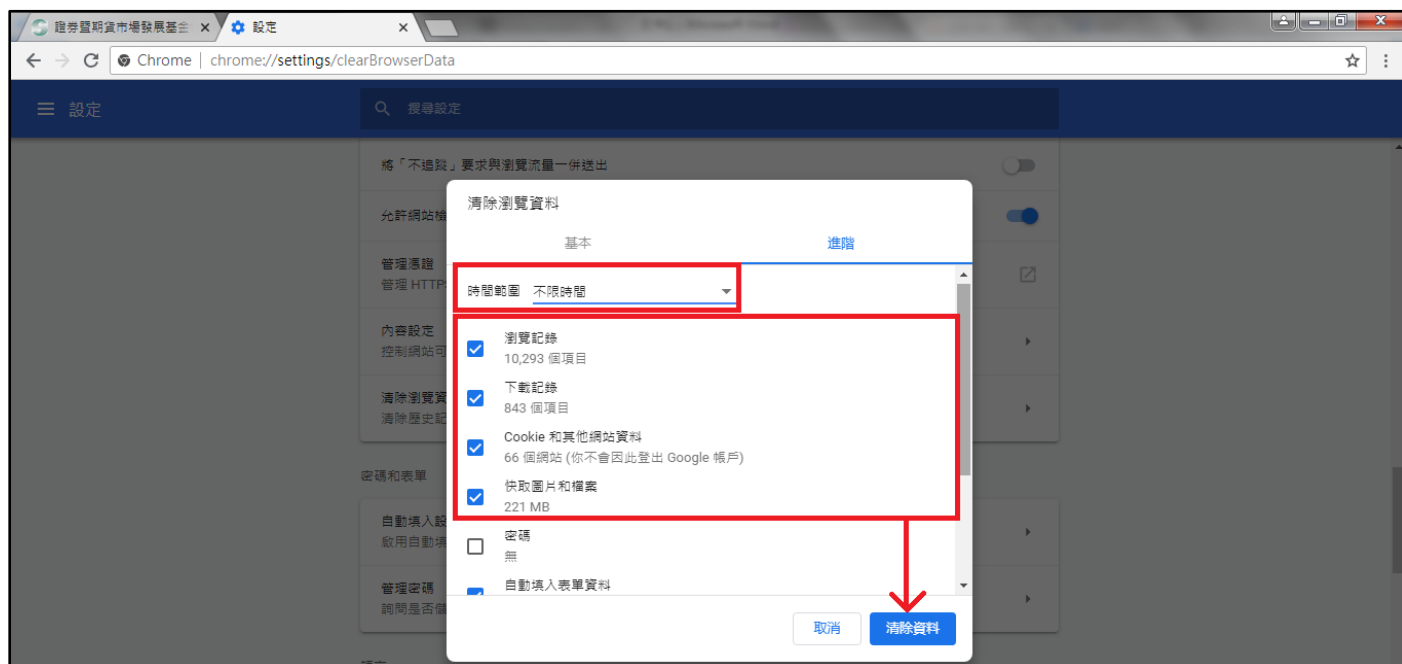 證券暨期貨市場發展基金
設定
Chrome | chrome://settings/clearBrowserData
設定
搜尋設定
將「不追蹤」要求與瀏覽流量一併送出
允許網站檢
管理憑證
管理 HTTP
內容設定
控制網站可
清除瀏覽資
清除歷史記
密碼和表單
自動填入設
啟用自動填
管理密碼
詢問是否儲
清除瀏覽資料
基本
進階
時間範圍 不限時間
瀏覽記錄
10,293 個項目
下載記錄
843 個項目
Cookie 和其他網站資料
66 個網站 (你不會因此登出 Google 帳戶)
快取圖片和檔案
221 MB
密碼
無
自動填入表單資料
取消
清除資料